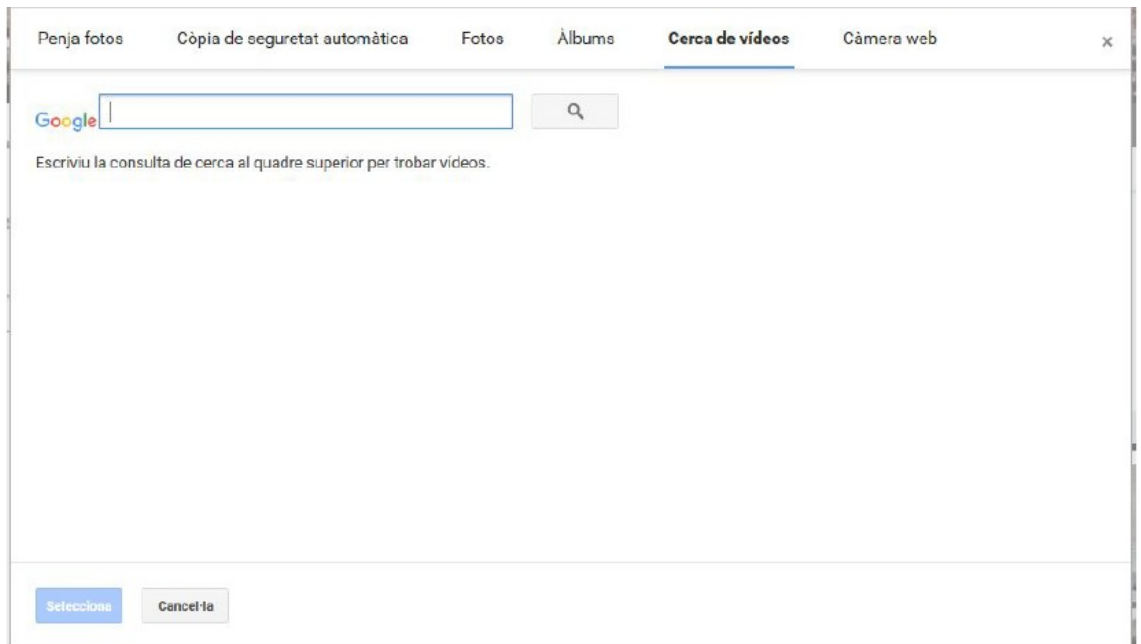 Penja fotos Còpia de seguretat automàtica Fotos Àlbums Cerca de vídeos Càmera web ×
Google
Escriviu la consulta de cerca al quadre superior per trobar vídeos.
Selecciona Cancel·la